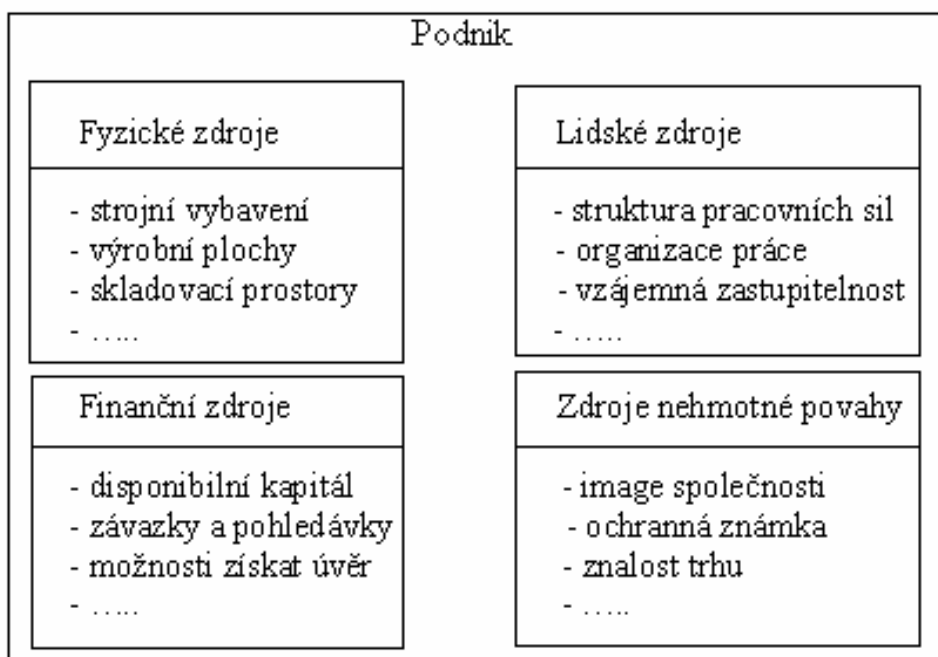 Podnik
Fyzické zdroje
- strojní vybavení
- výrobní plochy
- skladovací prostory
- .....
Lidské zdroje
- struktura pracovních sil
- organizace práce
- vzájemná zastupitelnost
- .....
Finanční zdroje
- disponibilní kapitál
- závazky a pohledávky
- možnosti získat úvěr
- .....
Zdroje nehmotné povahy
- image společnosti
- ochranná známka
- znalost trhu
- .....